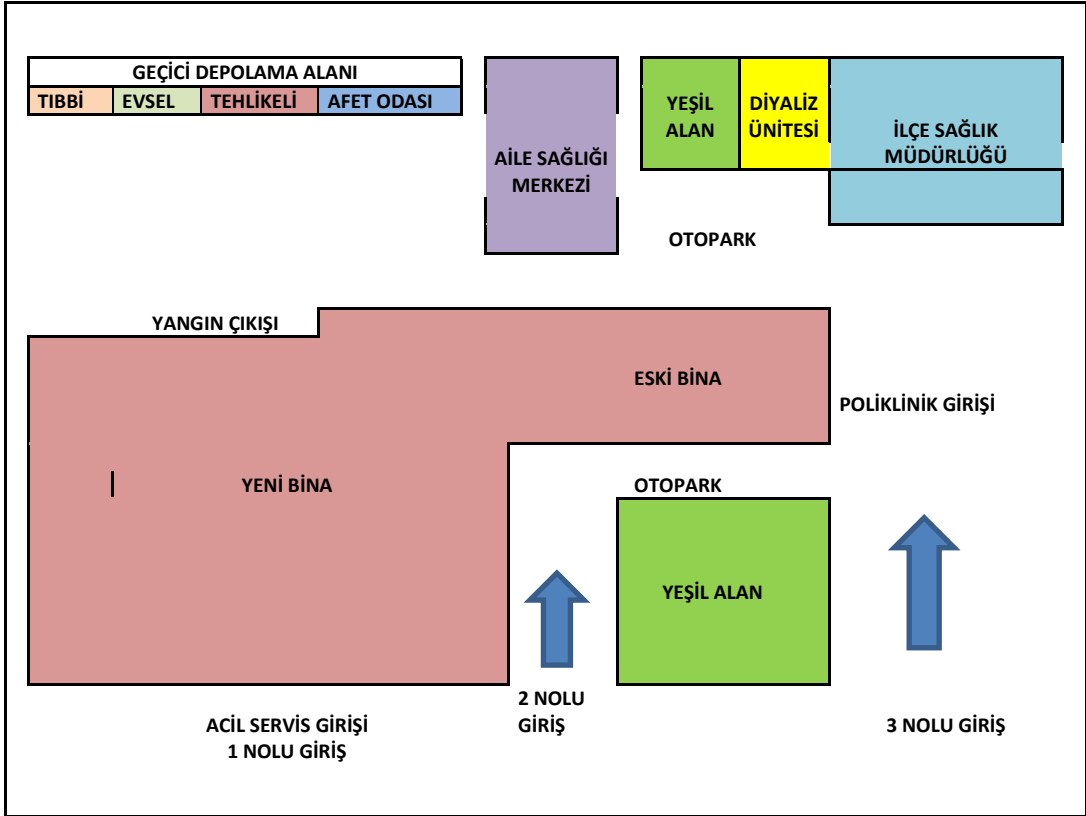 GEÇİCİ DEPOLAMA ALANI
TIBBİ EVSEL TEHLİKELİ AFET ODASI
AİLE SAĞLIĞI
MERKEZİ
YEŞİL
ALAN
DİYALİZ
ÜNİTESİ
İLÇE SAĞLIK
MÜDÜRLÜĞÜ
OTOPARK
YANGIN ÇIKIŞI
ESKİ BİNA
POLİKLİNİK GİRİŞİ
YENİ BİNA
OTOPARK
YEŞİL ALAN
ACİL SERVİS GİRİŞİ
1 NOLU GİRİŞ
2 NOLU
GİRİŞ
3 NOLU GİRİŞ